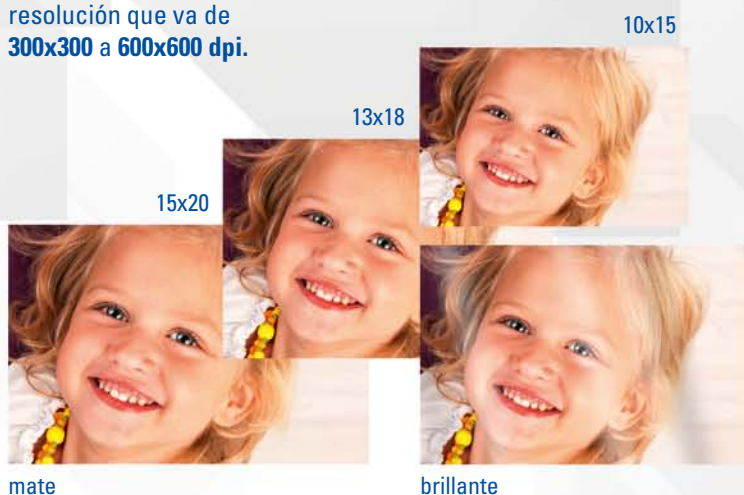 resolución que va de
300x300 a 600x600 dpi.
10x15
13x18
15x20
mate
brillante